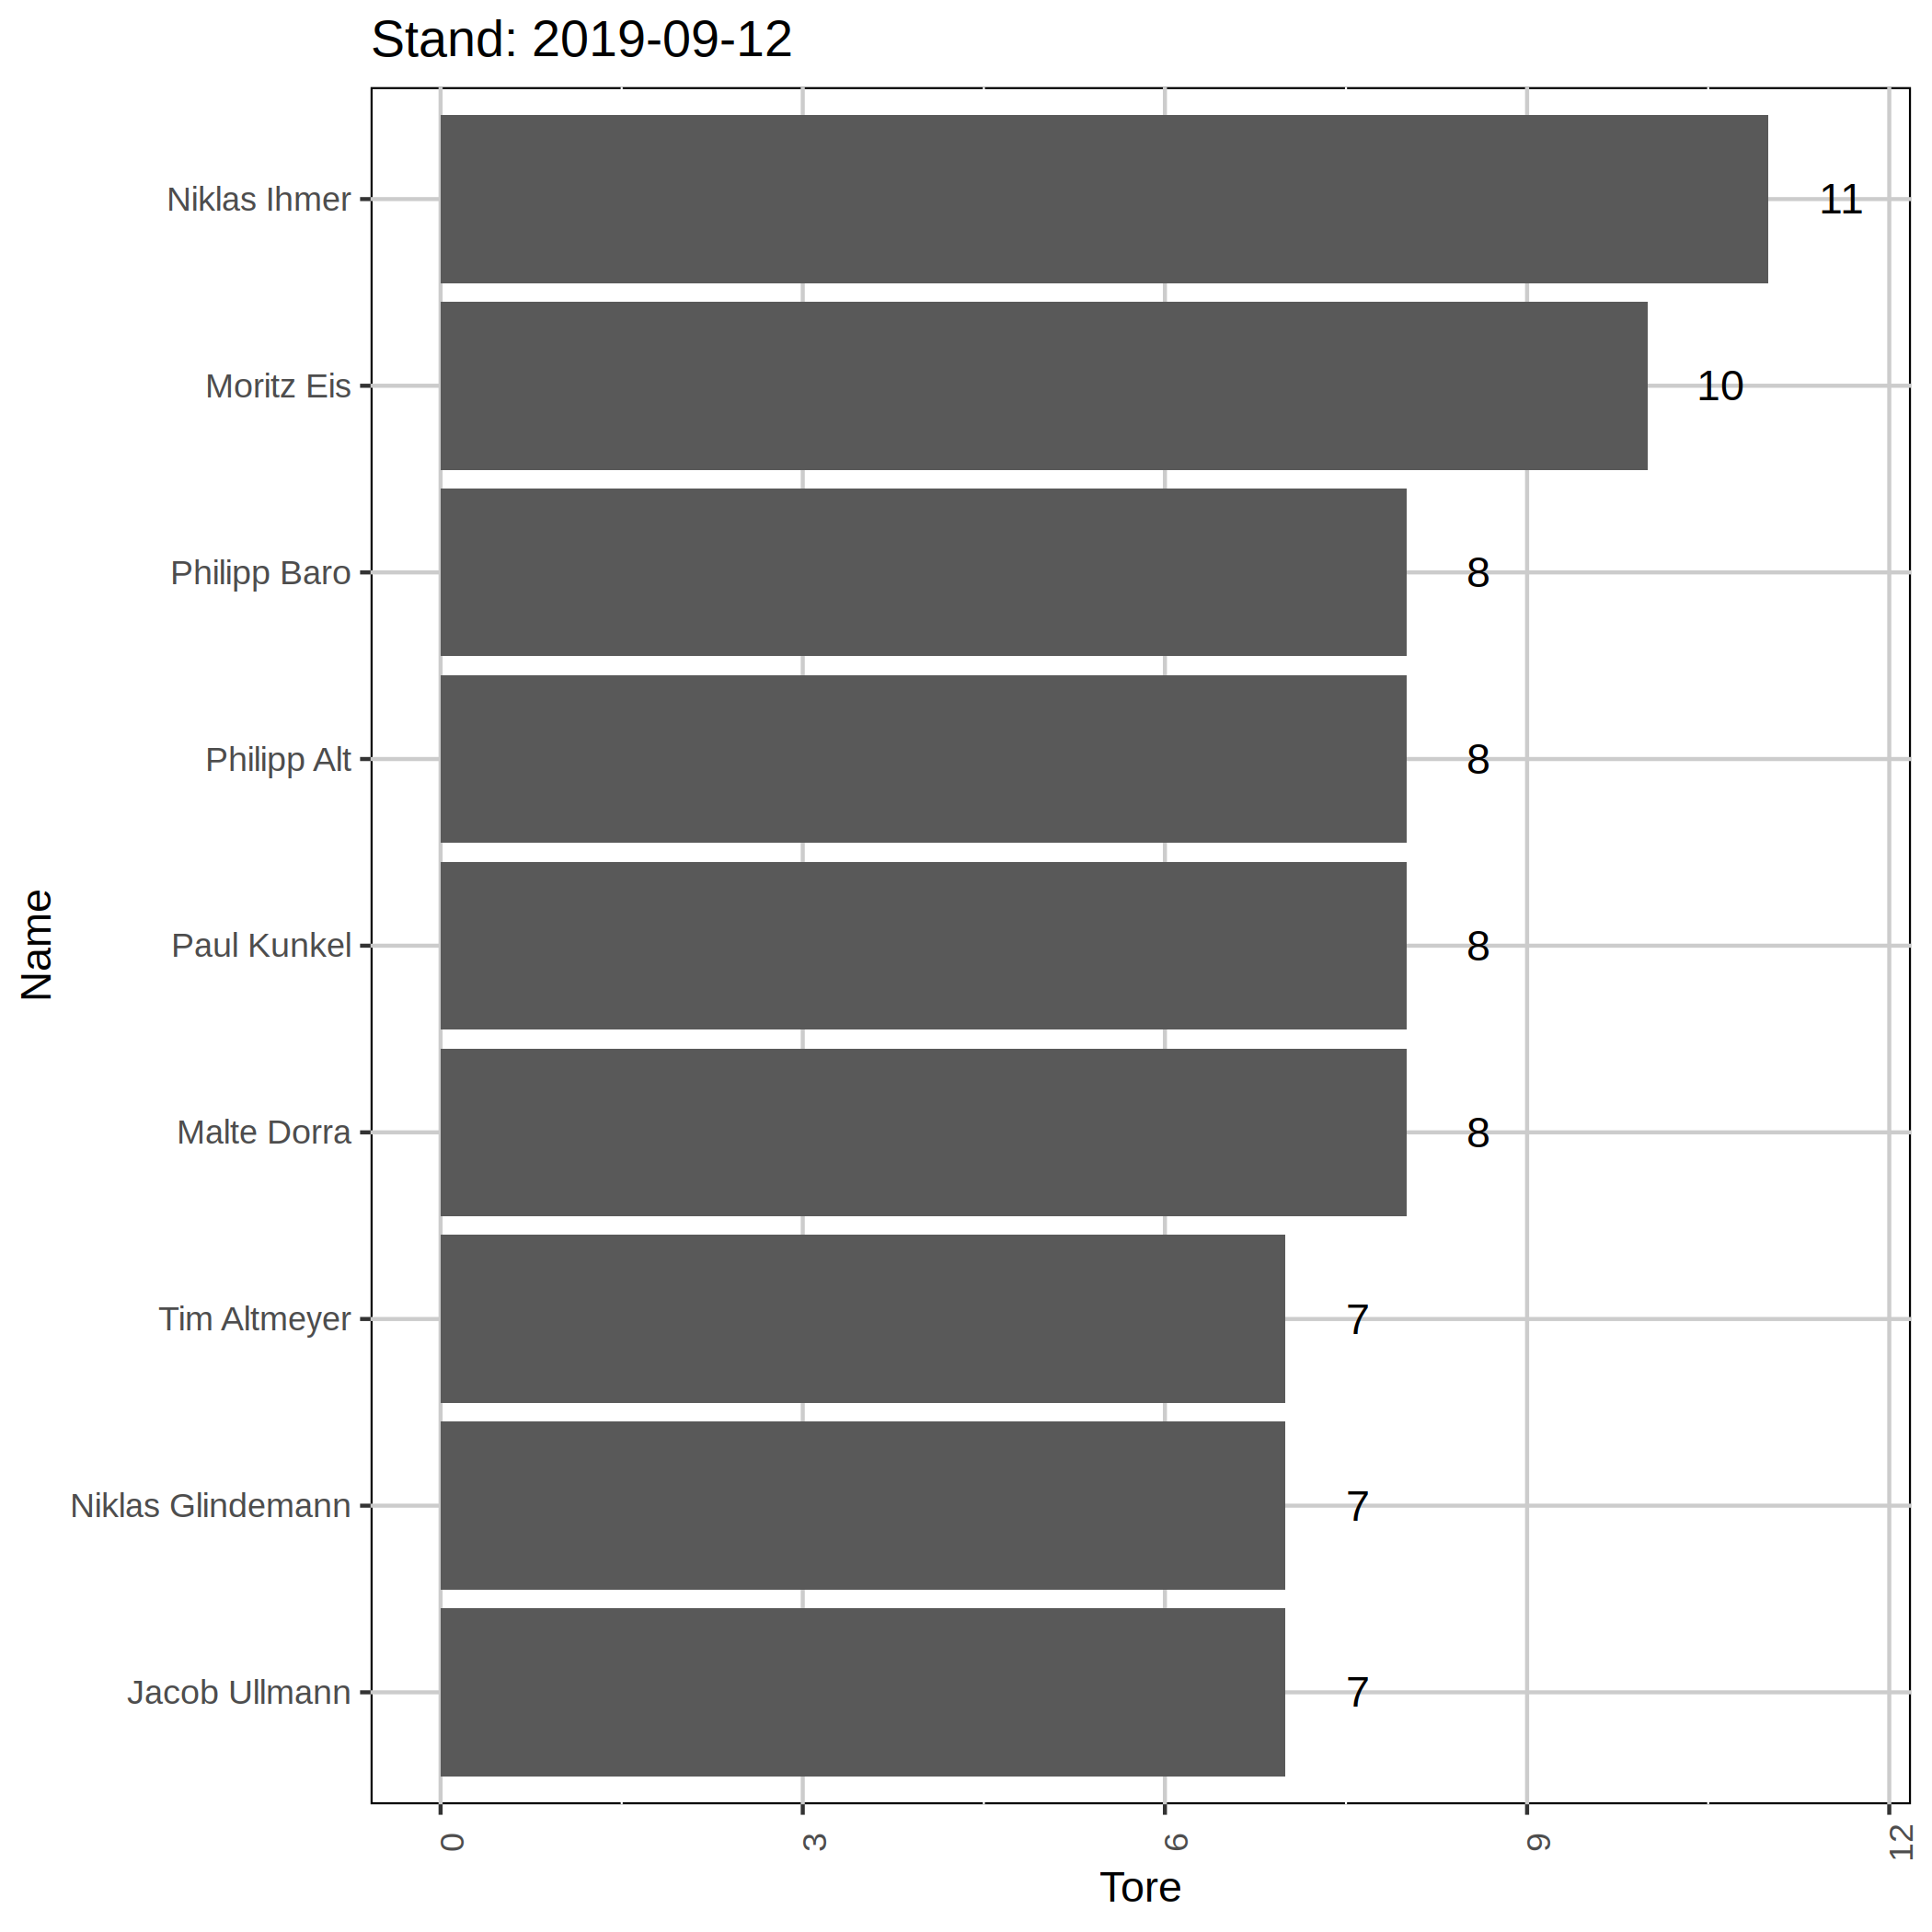 Stand: 2019-09-12
Name
Niklas Ihmer
11
Moritz Eis
10
Philipp Baro
8
Philipp Alt
8
Paul Kunkel
8
Malte Dorra
8
Tim Altmeyer
7
Niklas Glindemann
7
Jacob Ullmann
7
0
3
6
9
12
Tore